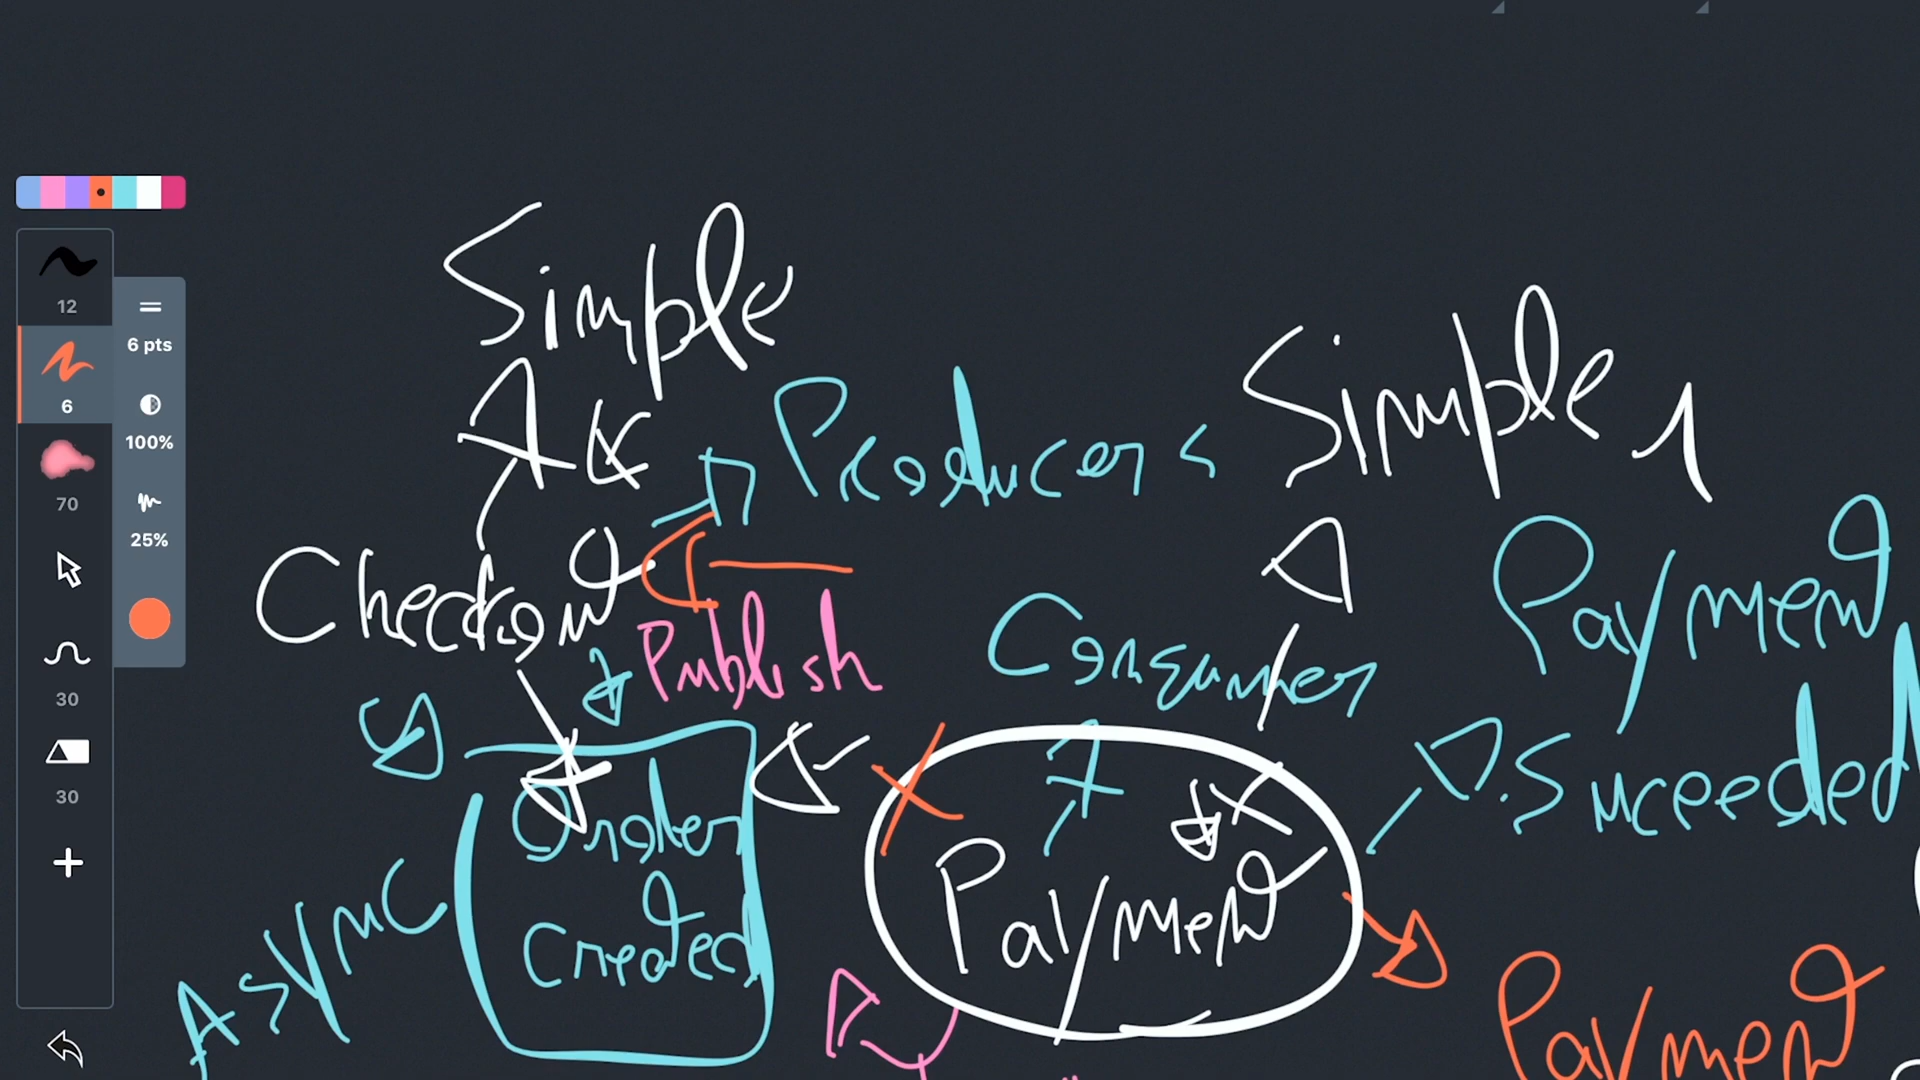 Simple
Simple
Producer
Payment
Checkout
Publish
Consumer
Succeeded
Order
Created
Payment
Async
Payment
12
6
70
30
30
6 pts
100%
25%